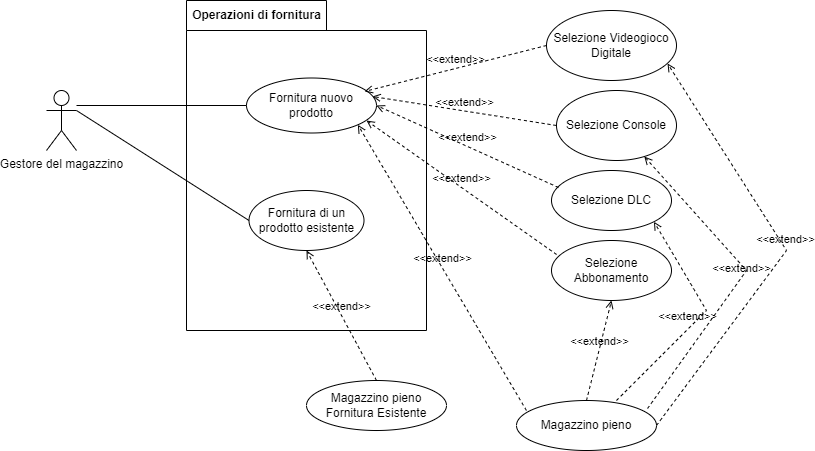 Operazioni di fornitura
Selezione Videogioco
Digitale
<<extend>>
Fornitura nuovo
prodotto
<<extend>>
Selezione Console
<<extend>>
Gestore del magazzino
<<extend>>
Selezione DLC
Fornitura di un
prodotto esistente
<<extend>>
<<extend>>
Selezione
Abbonamento
<<extend>>
<<extend>>
<<extend>>
<<extend>>
Magazzino pieno
Fornitura Esistente
Magazzino pieno